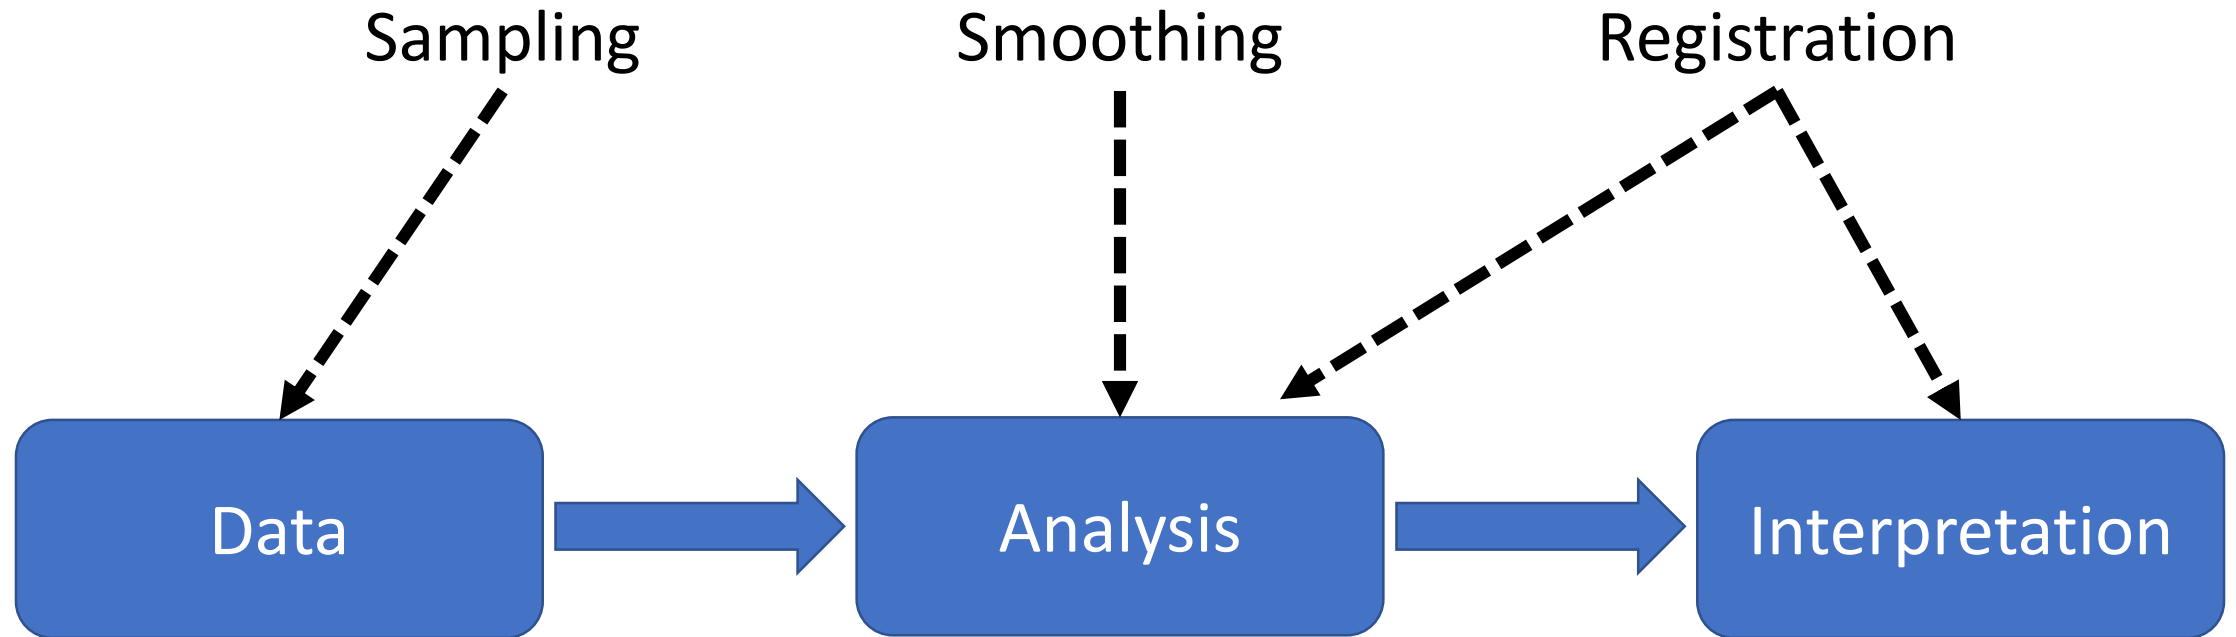 Sampling
Smoothing
Registration
Data
Analysis
Interpretation